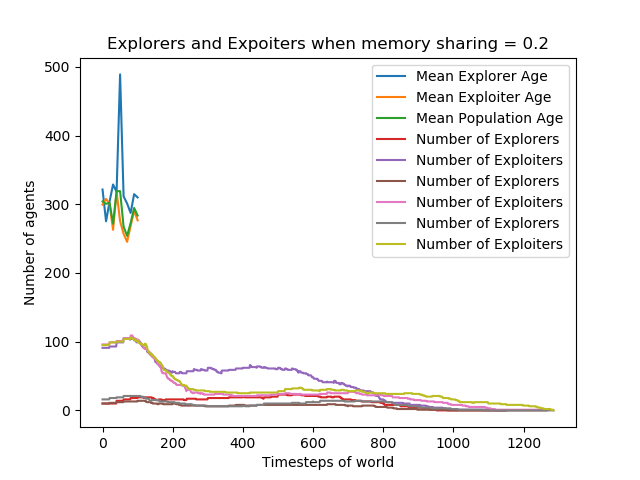 Explorers and Expoiters when memory sharing = 0.2
Mean Explorer Age
Mean Exploiter Age
Mean Population Age
Number of Explorers
Number of Exploiters
Number of Explorers
Number of Exploiters
Number of Explorers
Number of Exploiters
Number of agents
500
400
300
200
100
0
0 200 400 600 800 1000 1200
Timesteps of world